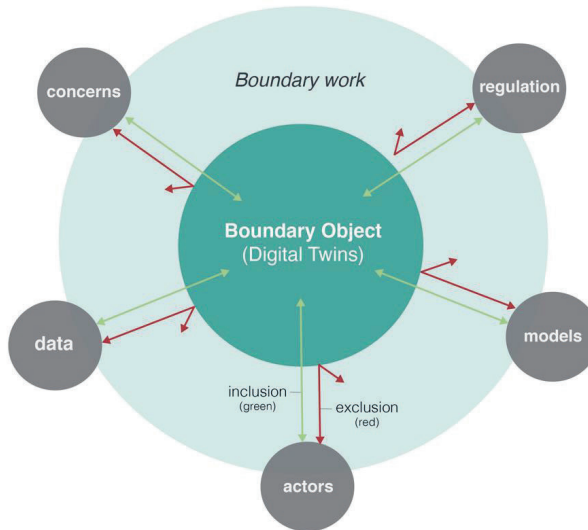 concerns
Boundary work
regulation
Boundary Object
(Digital Twins)
data
models
inclusion
(green)
exclusion
(red)
actors